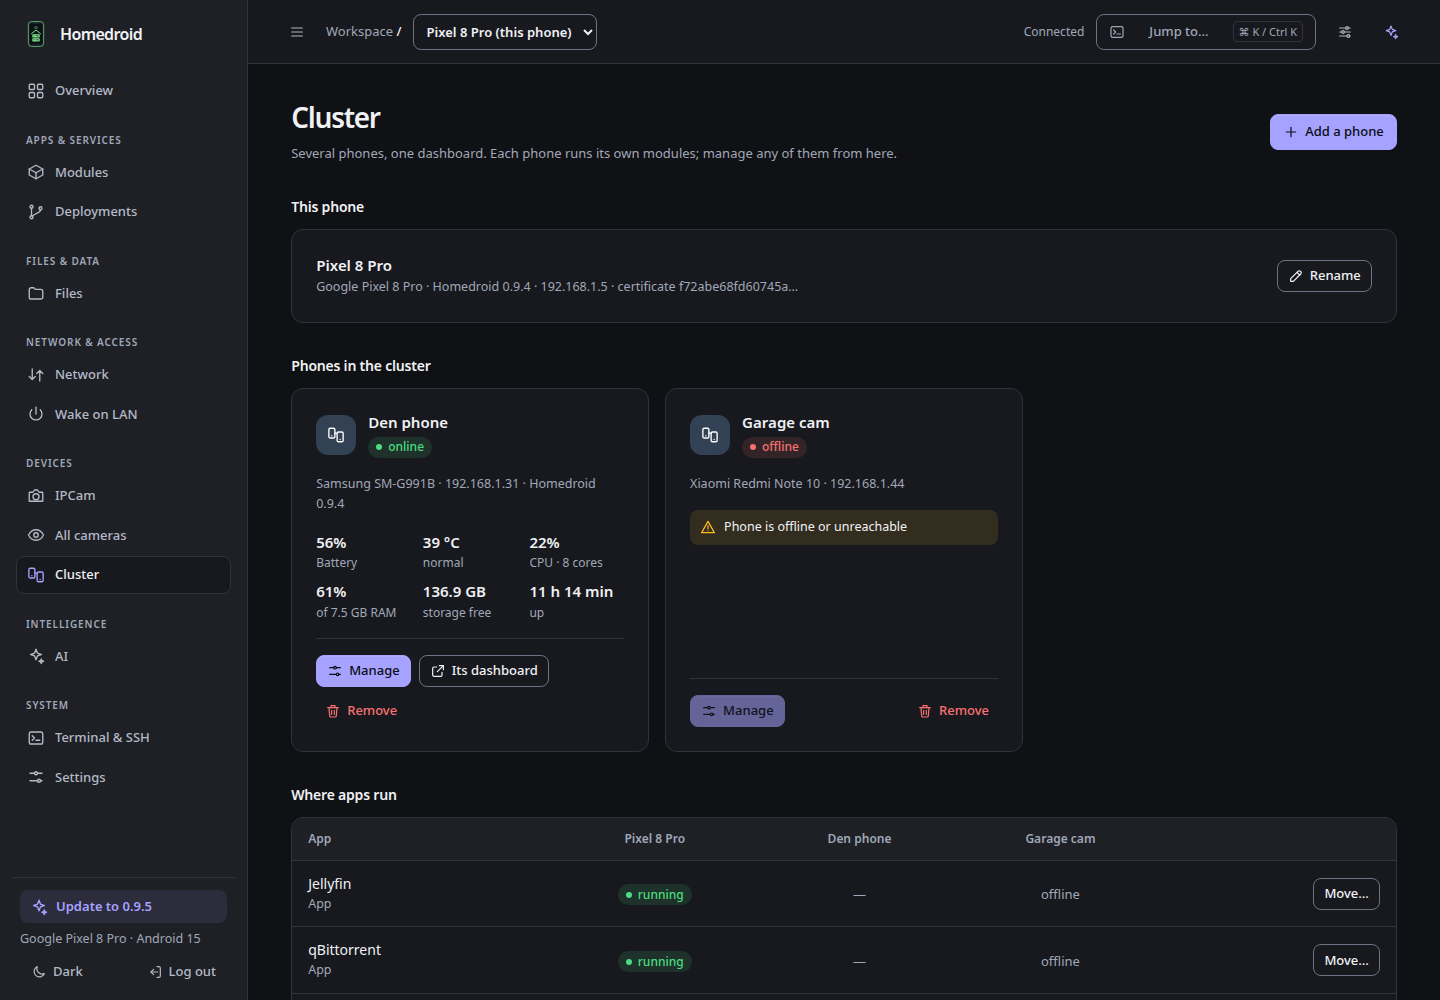 Homedroid
Overview
APPS & SERVICES
Modules
Deployments
FILES & DATA
Files
NETWORK & ACCESS
Network
Wake on LAN
DEVICES
IPCam
All cameras
Cluster
INTELLIGENCE
AI
SYSTEM
Terminal & SSH
Settings
Update to 0.9.5
Google Pixel 8 Pro · Android 15
Dark
Log out
Workspace / Pixel 8 Pro (this phone)
Connected
Jump to... ⌘ K / Ctrl K
Cluster
Several phones, one dashboard. Each phone runs its own modules; manage any of them from here.
Add a phone
This phone
Pixel 8 Pro
Google Pixel 8 Pro · Homedroid 0.9.4 · 192.168.1.5 · certificate f72abe68fd60745a...
Rename
Phones in the cluster
Den phone
online
Samsung SM-G991B · 192.168.1.31 · Homedroid
0.9.4
56% 39 °C 22%
Battery normal CPU · 8 cores
61% 136.9 GB 11 h 14 min
of 7.5 GB RAM storage free up
Manage Its dashboard
Remove
Garage cam
offline
Xiaomi Redmi Note 10 · 192.168.1.44
Phone is offline or unreachable
Manage Remove
Where apps run
App Pixel 8 Pro Den phone Garage cam
Jellyfin
App
running — offline Move...
qBittorrent
App
running — offline Move...